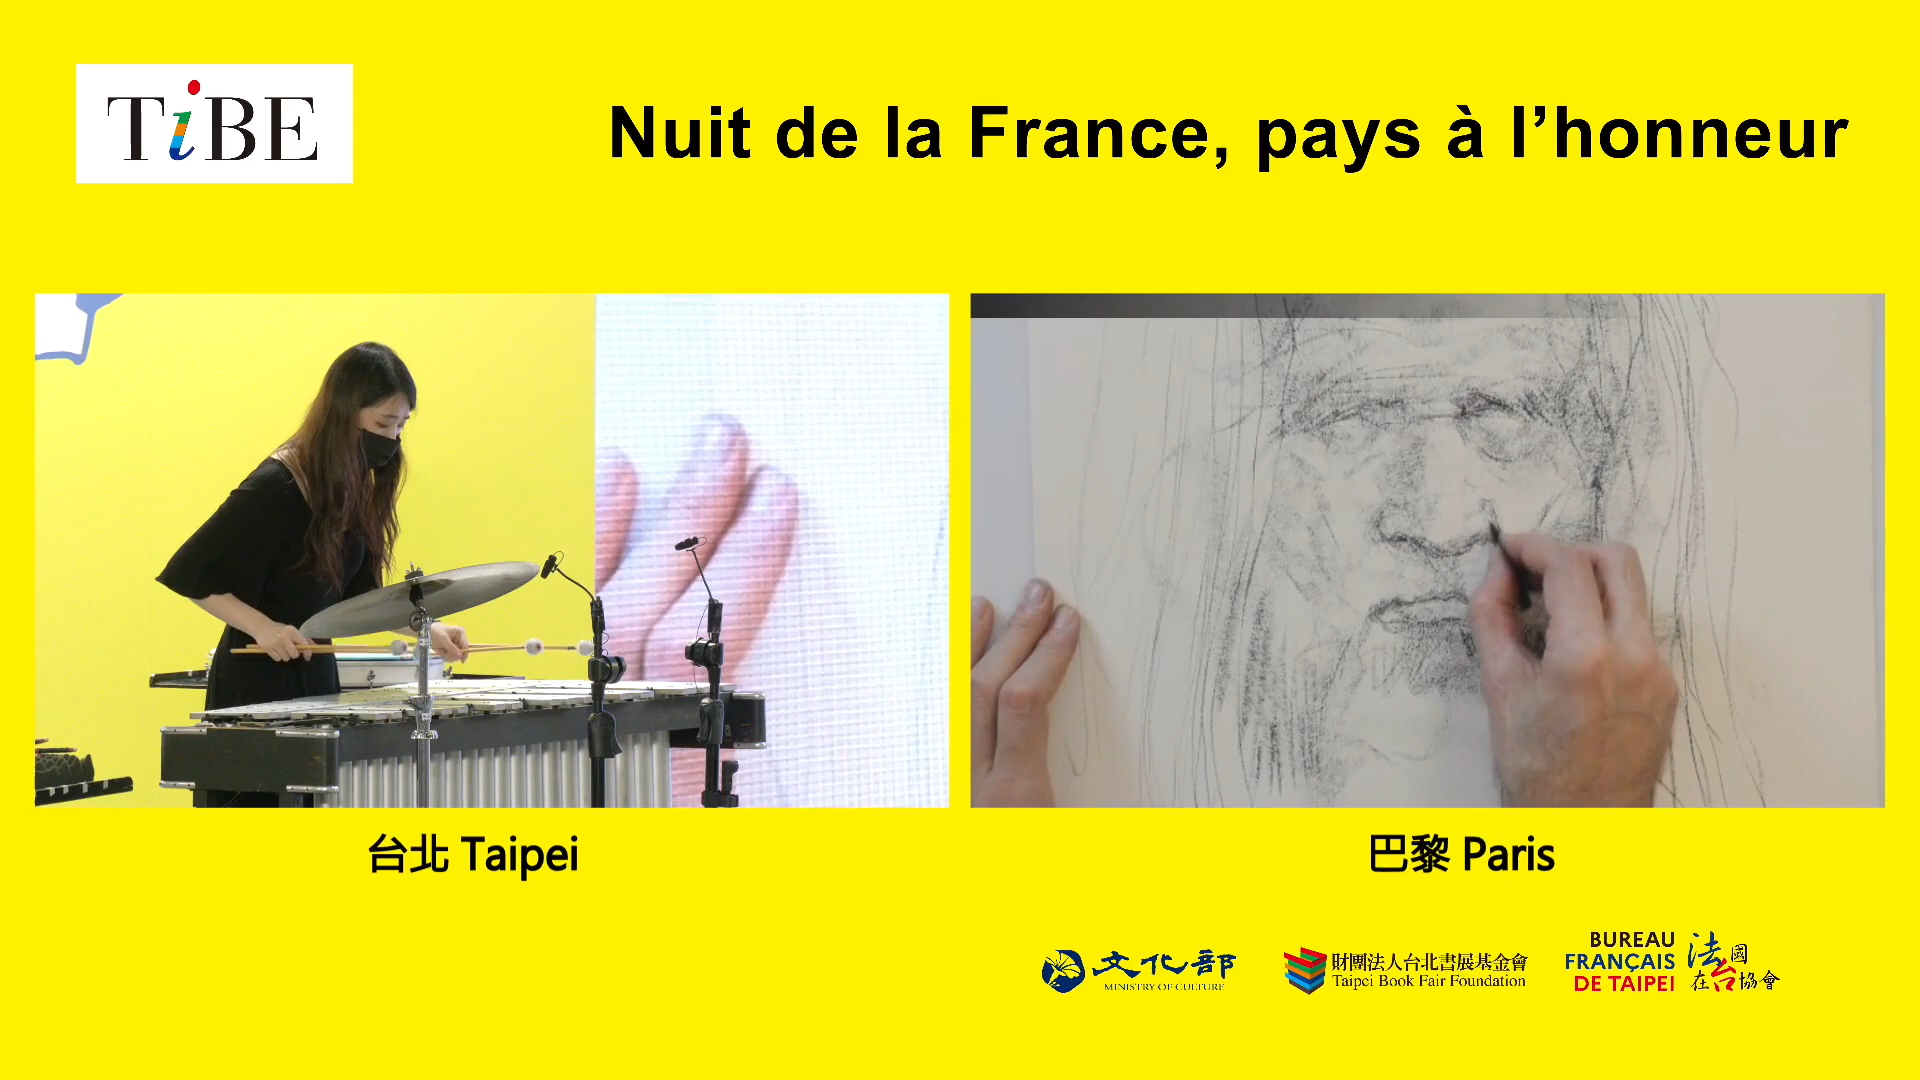 TiBE
Nuit de la France, pays à l’honneur
台北 Taipei
巴黎 Paris
文化部
MINISTRY OF CULTURE
財團法人台北書展基金會
Taipei Book Fair Foundation
BUREAU
FRANÇAIS
DE TAIPEI
法國
在台協會